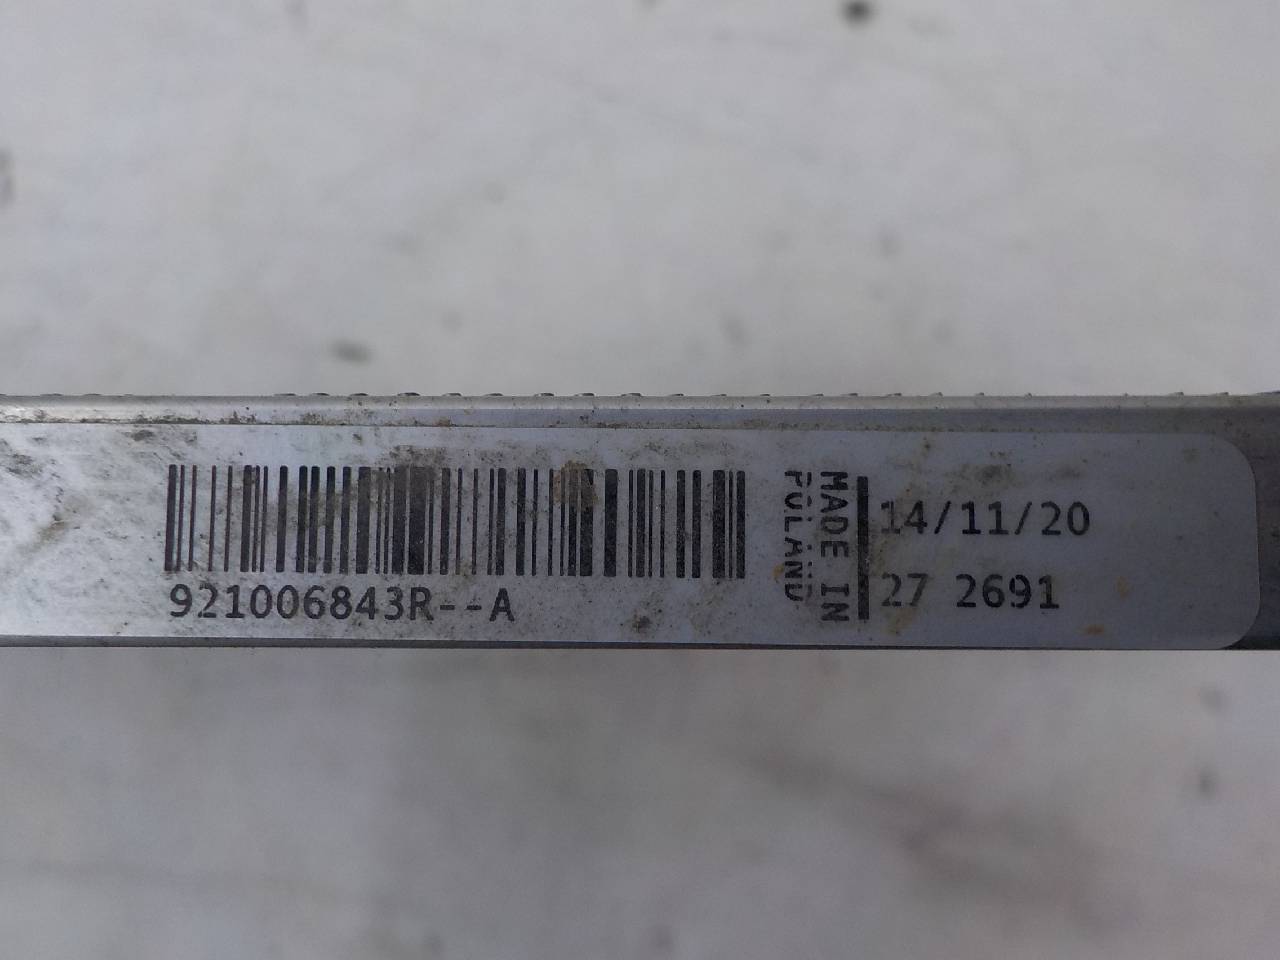 921006843R--A
MADE IN
POLAND
14/11/20
27 2691